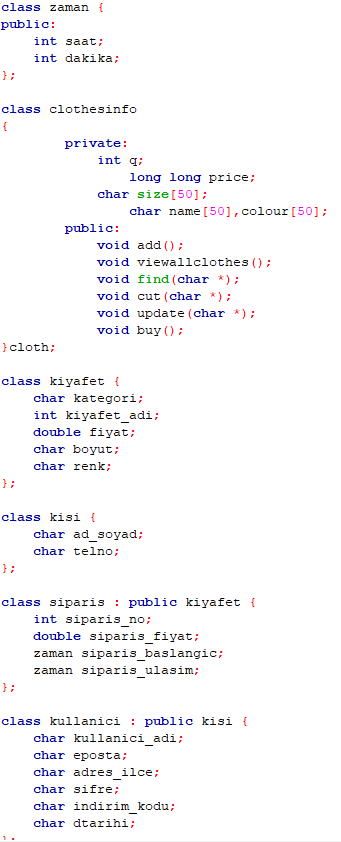 class zaman {
public:
    int saat;
    int dakika;
};

class clothesinfo
{
        private:
            int q;
                long long price;
            char size[50];
                char name[50],colour[50];
        public:
            void add();
            void viewallclothes();
            void find(char *);
            void cut(char *);
            void update(char *);
            void buy();
}cloth;

class kiyafet {
    char kategori;
    int kiyafet_adi;
    double fiyat;
    char boyut;
    char renk;
};

class kisi {
    char ad_soyad;
    char telno;
};

class siparis : public kiyafet {
    int siparis_no;
    double siparis_fiyat;
    zaman siparis_baslangic;
    zaman siparis_ulasim;
};

class kullanici : public kisi {
    char kullanici_adi;
    char eposta;
    char adres_ilce;
    char sifre;
    char indirim_kodu;
    char dtarihi;